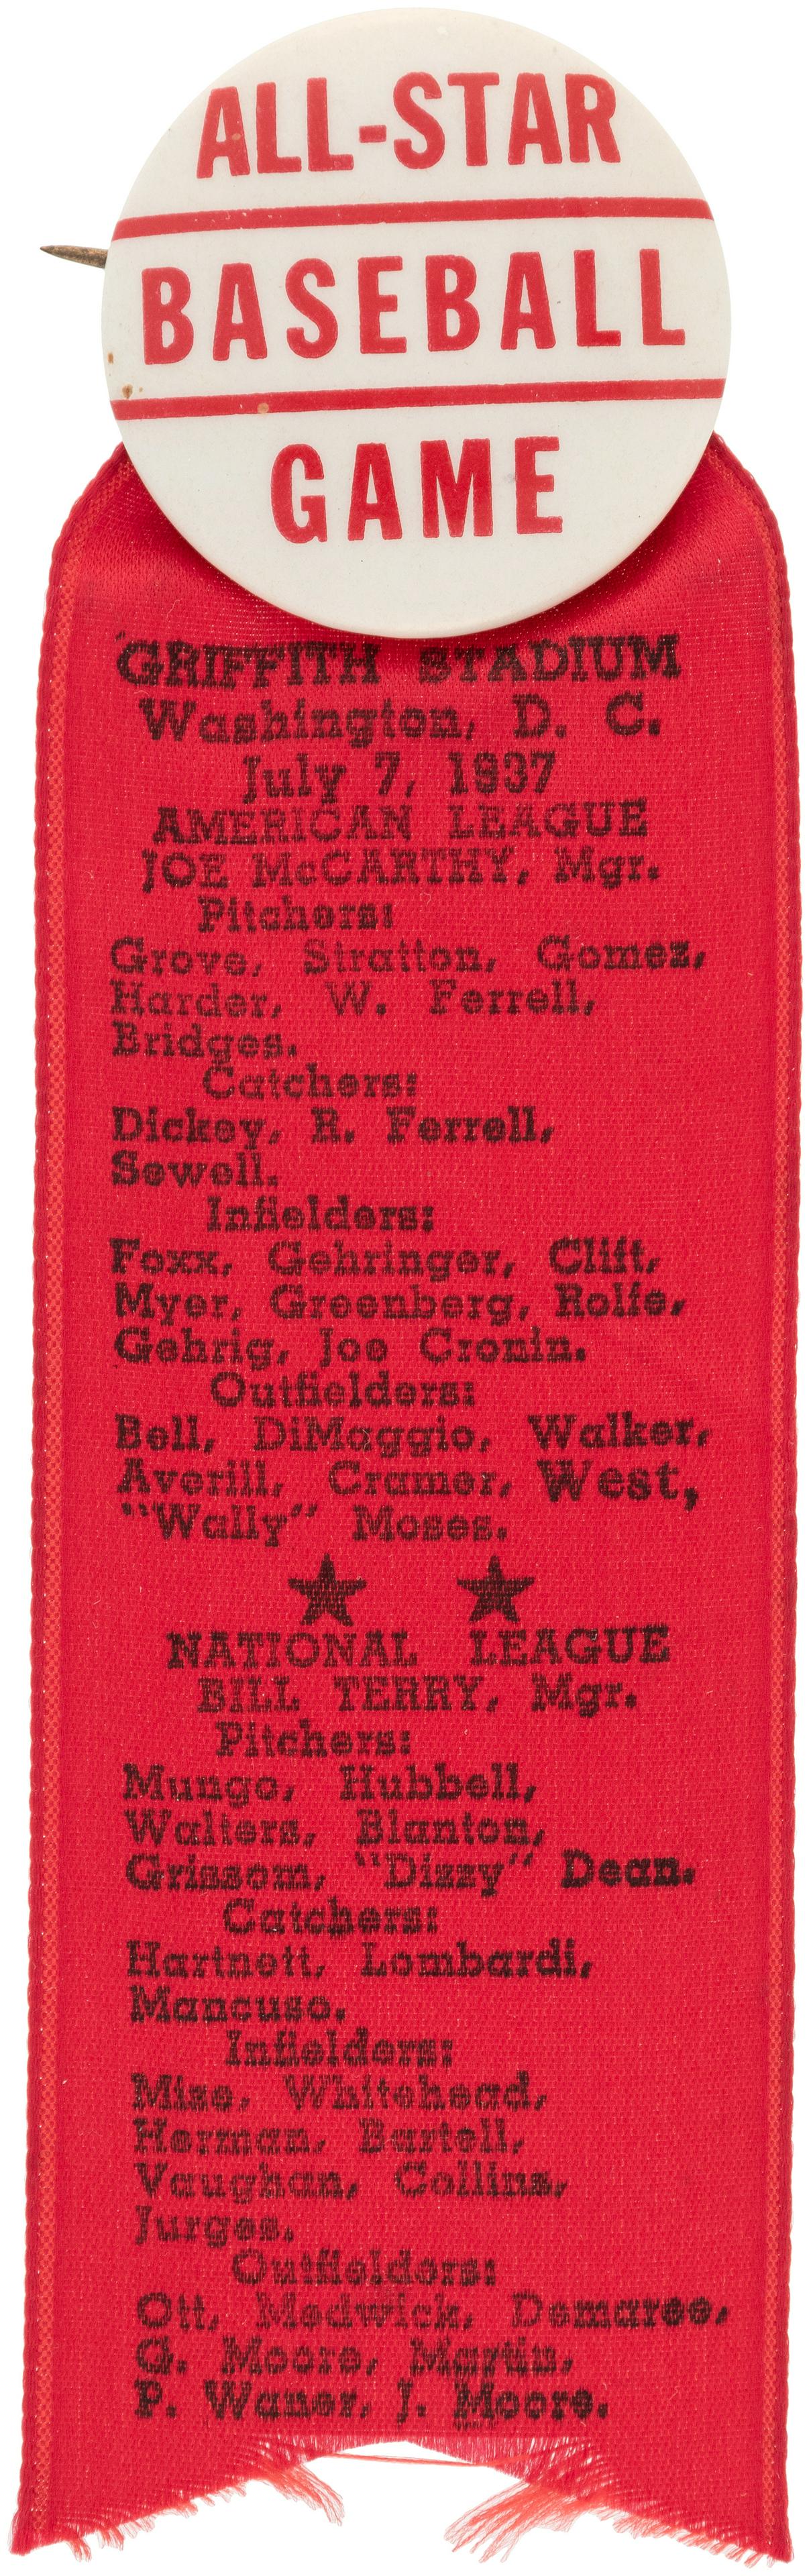 ALL-STAR
BASEBALL
GAME
GRIFFITH STADIUM
Washington, D. C.
July 7, 1937
AMERICAN LEAGUE
JOE McCARTHY, Mgr.
Pitchers:
Grove, Stratton, Gomez,
Harder, W. Ferrell,
Bridges.
Catchers:
Dickey, R. Ferrell,
Sewell.
Infielders:
Foxx, Gehringer, Clift,
Myer, Greenberg, Rolfe,
Gehrig, Joe Cronin.
Outfielders:
Bell, DiMaggio, Walker,
Averill, Cramer, West,
"Wally" Moses.
NATIONAL LEAGUE
BILL TERRY, Mgr.
Pitchers:
Mungo, Hubbell,
Walters, Blanton,
Grissom, "Dizzy" Dean.
Catchers:
Hartnett, Lombardi,
Mancuso.
Infielders:
Mize, Whitehead,
Herman, Bartell,
Vaughan, Collins,
Jurges.
Outfielders:
Ott, Medwick, Demaree,
G. Moore, Martin,
P. Waner, J. Moore.